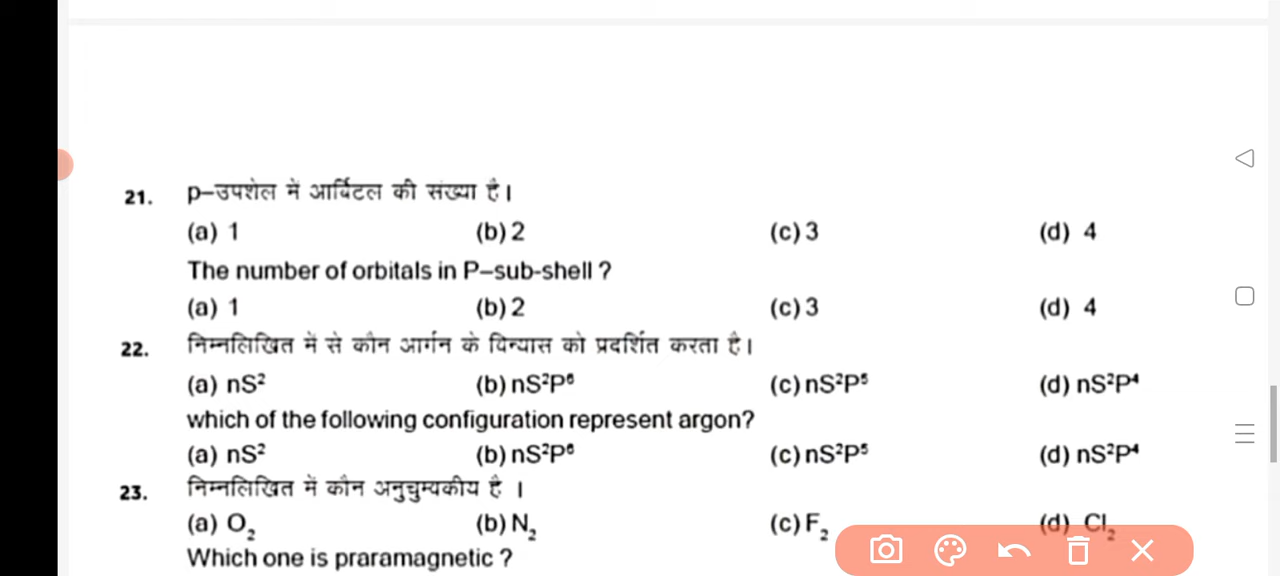 21. p–उपशेल में आर्विटल की संख्या है।
(a) 1 (b) 2 (c) 3 (d) 4
The number of orbitals in P–sub-shell ?
(a) 1 (b) 2 (c) 3 (d) 4
22. निम्नलिखित में से कौन आर्गन के विन्यास को प्रदर्शित करता है।
(a) nS² (b) nS²P⁶ (c) nS²P⁵ (d) nS²P⁴
which of the following configuration represent argon?
(a) nS² (b) nS²P⁶ (c) nS²P⁵ (d) nS²P⁴
23. निम्नलिखित में कौन अनुचुम्वकीय है ।
(a) O₂ (b) N₂ (c) F₂ (d) Cl₂
Which one is praramagnetic ?